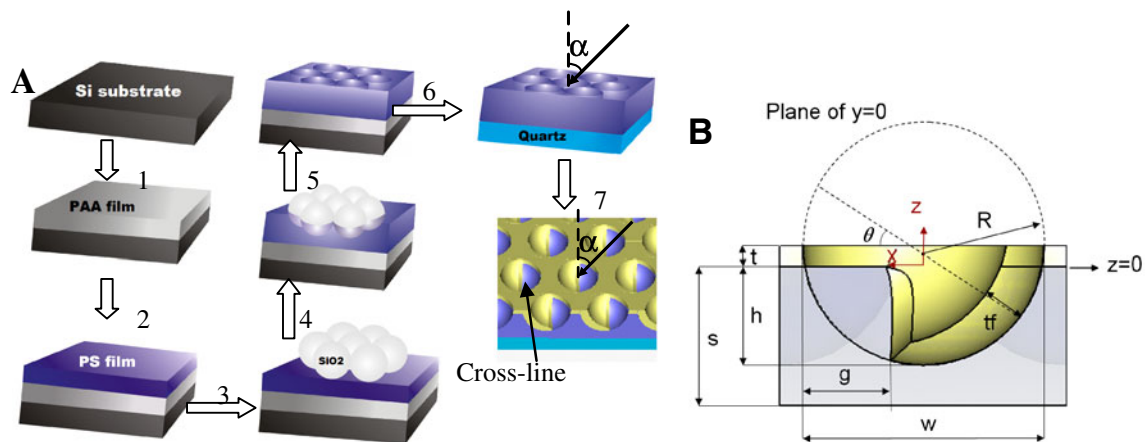 A
Si substrate
1
PAA film
2
PS film
3
SiO2
4
5
6
α
Quartz
7
α
Cross-line
B
Plane of y=0
z
R
θ
x
t
z=0
h
s
tf
g
w